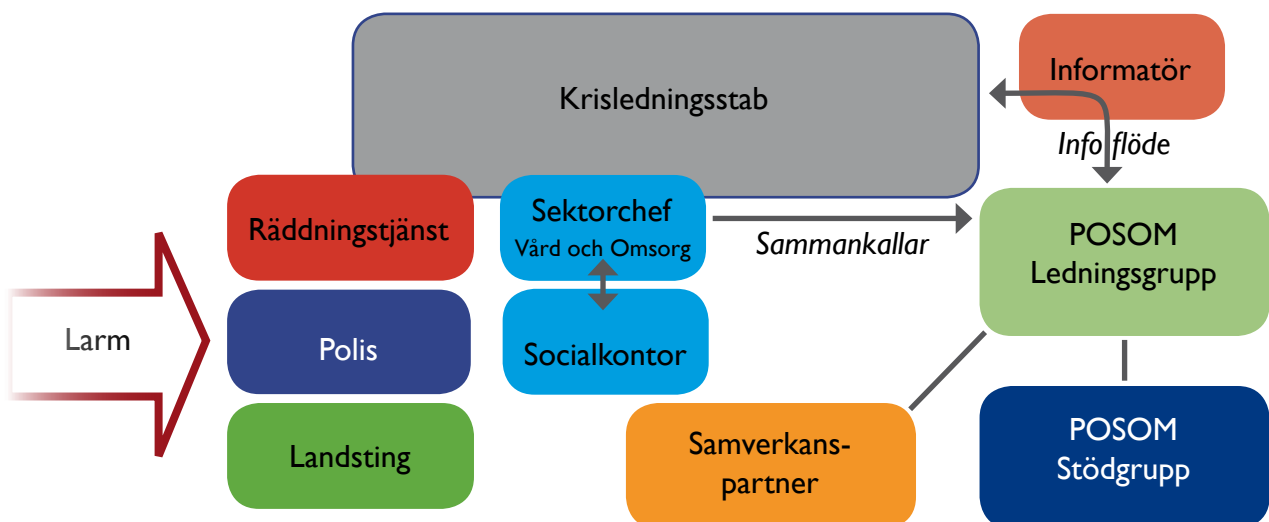 Krisledningsstab
Informatör
Info flöde
Räddningstjänst
Sektorchef
Vård och Omsorg
Sammankallar
POSOM
Ledningsgrupp
Larm
Polis
Socialkontor
Landsting
Samverkans-
partner
POSOM
Stödgrupp